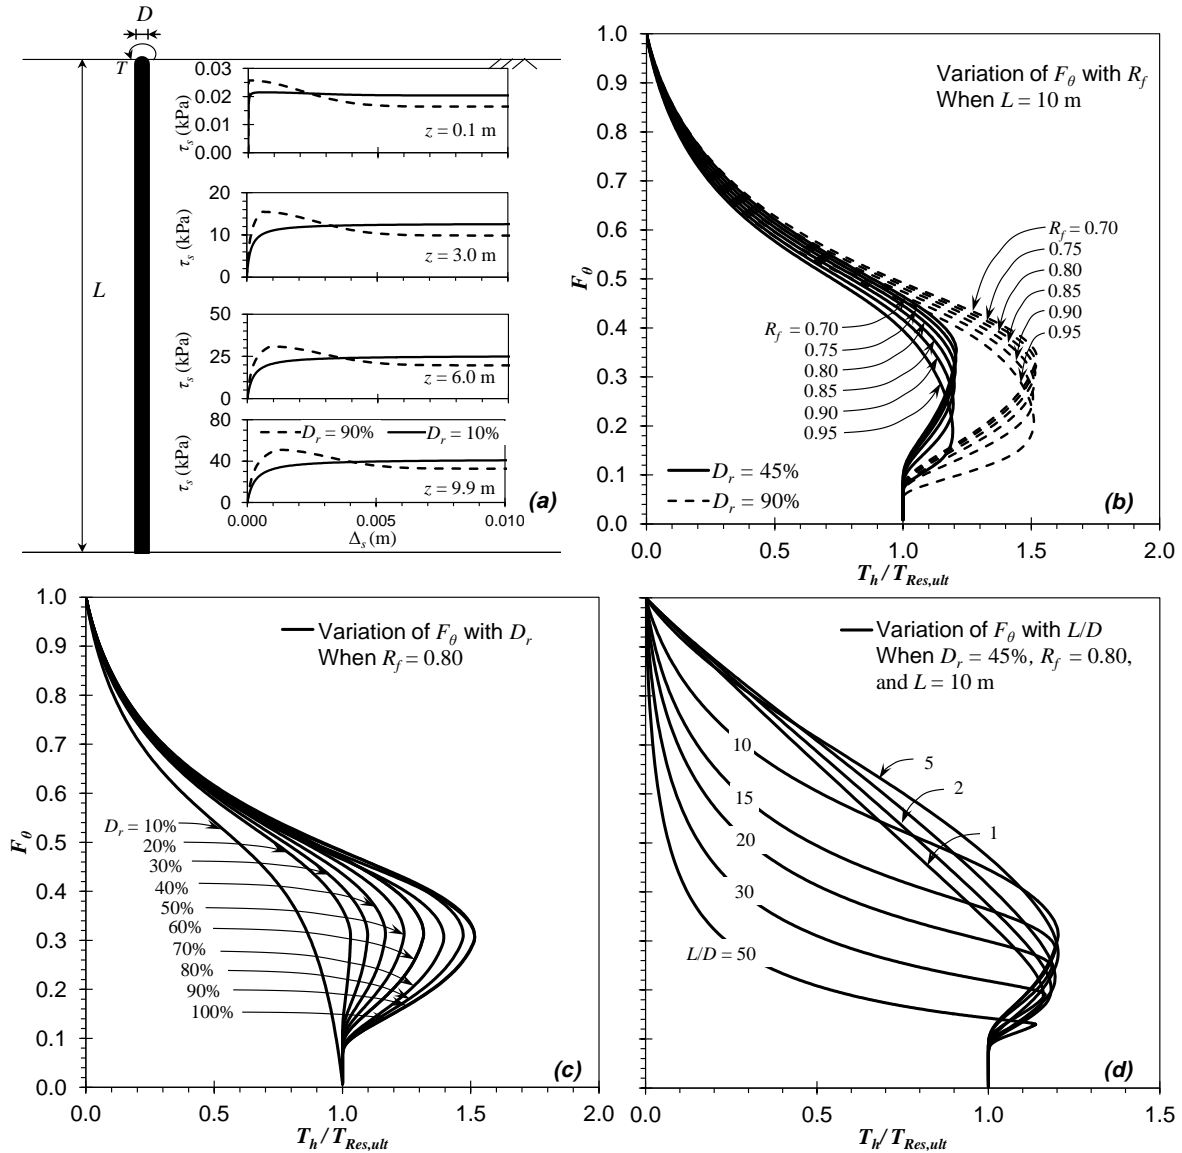 D
T
L
0.03
0.02
0.01
0.00
τs (kPa)
z = 0.1 m
20
10
0
τs (kPa)
z = 3.0 m
50
25
0
τs (kPa)
z = 6.0 m
80
40
0
τs (kPa)
Dr = 90%
Dr = 10%
z = 9.9 m
0.000
0.005
0.010
Δs (m)
(a)
1.0
0.9
0.8
0.7
0.6
0.5
0.4
0.3
0.2
0.1
0.0
Fθ
Variation of Fθ with Rf
When L = 10 m
Rf = 0.70
0.75
0.80
0.85
0.90
0.95
Rf = 0.70
0.75
0.80
0.85
0.90
0.95
Dr = 45%
Dr = 90%
(b)
0.0
0.5
1.0
1.5
2.0
Th / TRes,ult
1.0
0.9
0.8
0.7
0.6
0.5
0.4
0.3
0.2
0.1
0.0
Fθ
Variation of Fθ with Dr
When Rf = 0.80
Dr = 10%
20%
30%
40%
50%
60%
70%
80%
90%
100%
(c)
0.0
0.5
1.0
1.5
2.0
Th / TRes,ult
Variation of Fθ with L/D
When Dr = 45%, Rf = 0.80,
and L = 10 m
10
5
2
15
1
20
30
L/D = 50
(d)
0.0
0.5
1.0
1.5
Th / TRes,ult